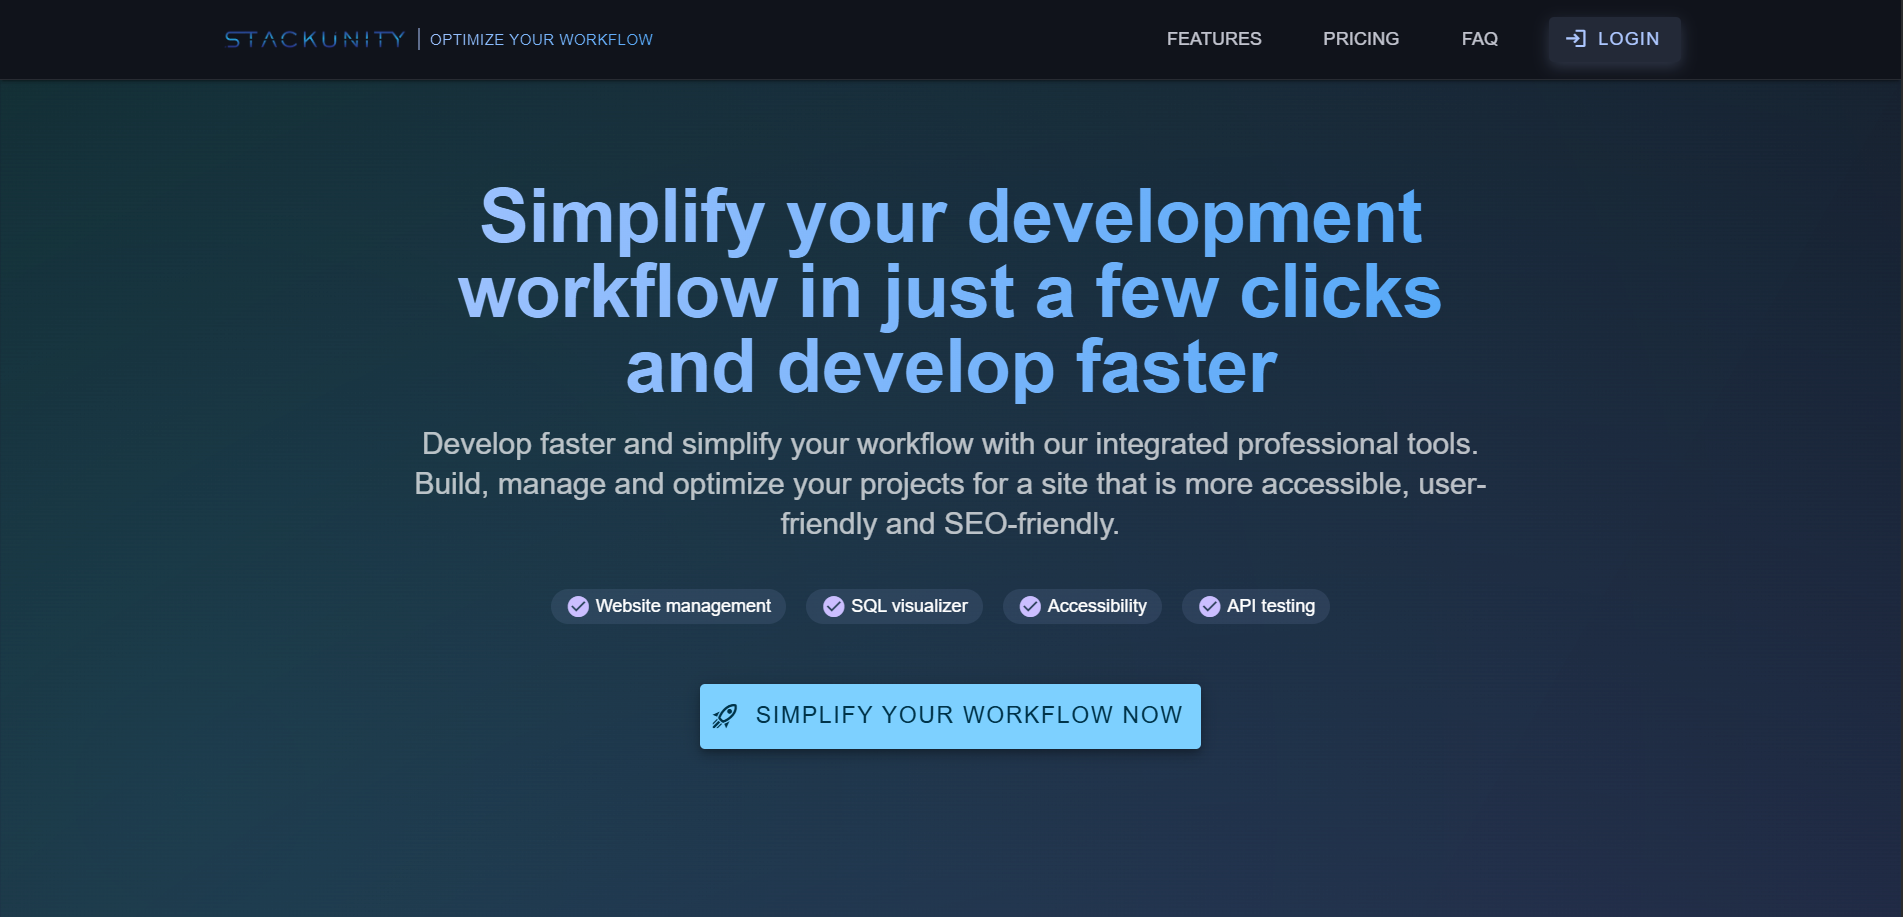 STACKUNITY
OPTIMIZE YOUR WORKFLOW
FEATURES
PRICING
FAQ
LOGIN
Simplify your development
workflow in just a few clicks
and develop faster
Develop faster and simplify your workflow with our integrated professional tools.
Build, manage and optimize your projects for a site that is more accessible, user-
friendly and SEO-friendly.
Website management
SQL visualizer
Accessibility
API testing
SIMPLIFY YOUR WORKFLOW NOW